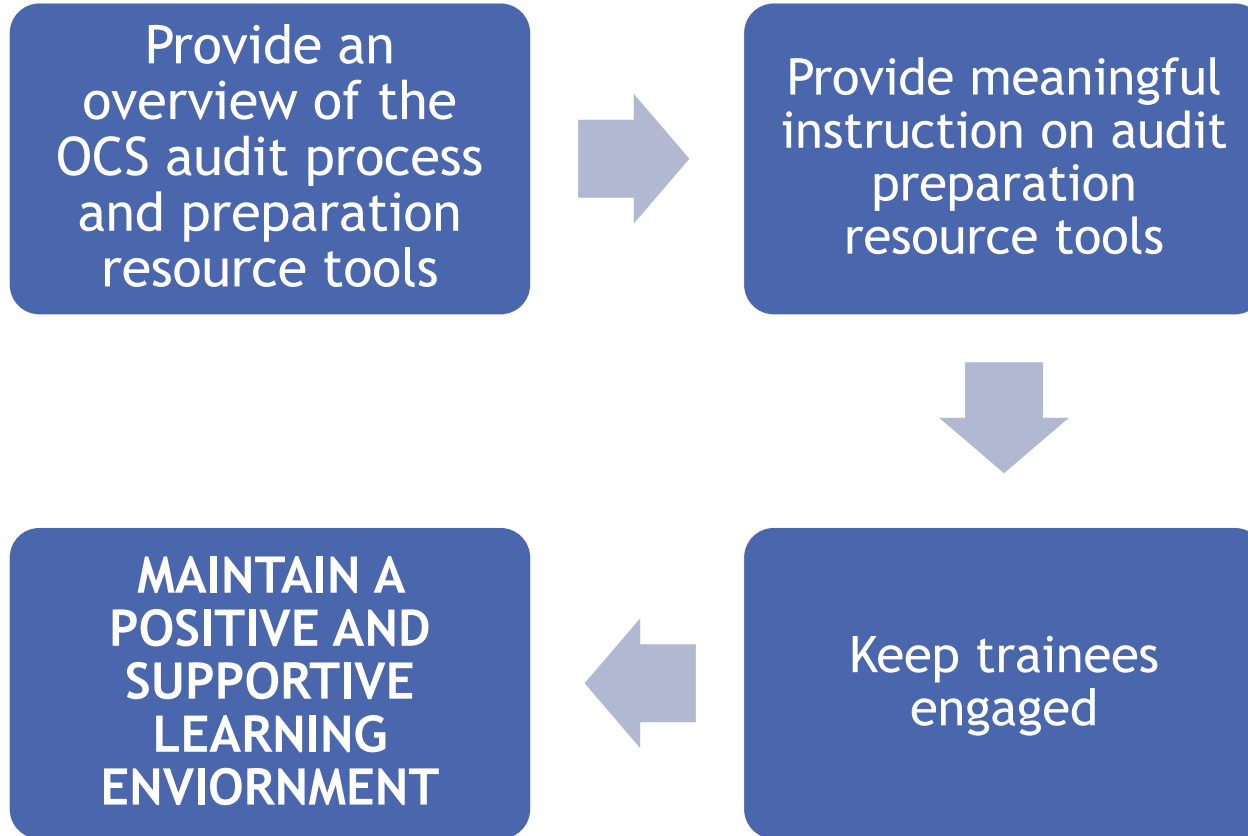 Provide an
overview of the
OCS audit process
and preparation
resource tools
Provide meaningful
instruction on audit
preparation
resource tools
Keep trainees
engaged
MAINTAIN A
POSITIVE AND
SUPPORTIVE
LEARNING
ENVIORNMENT